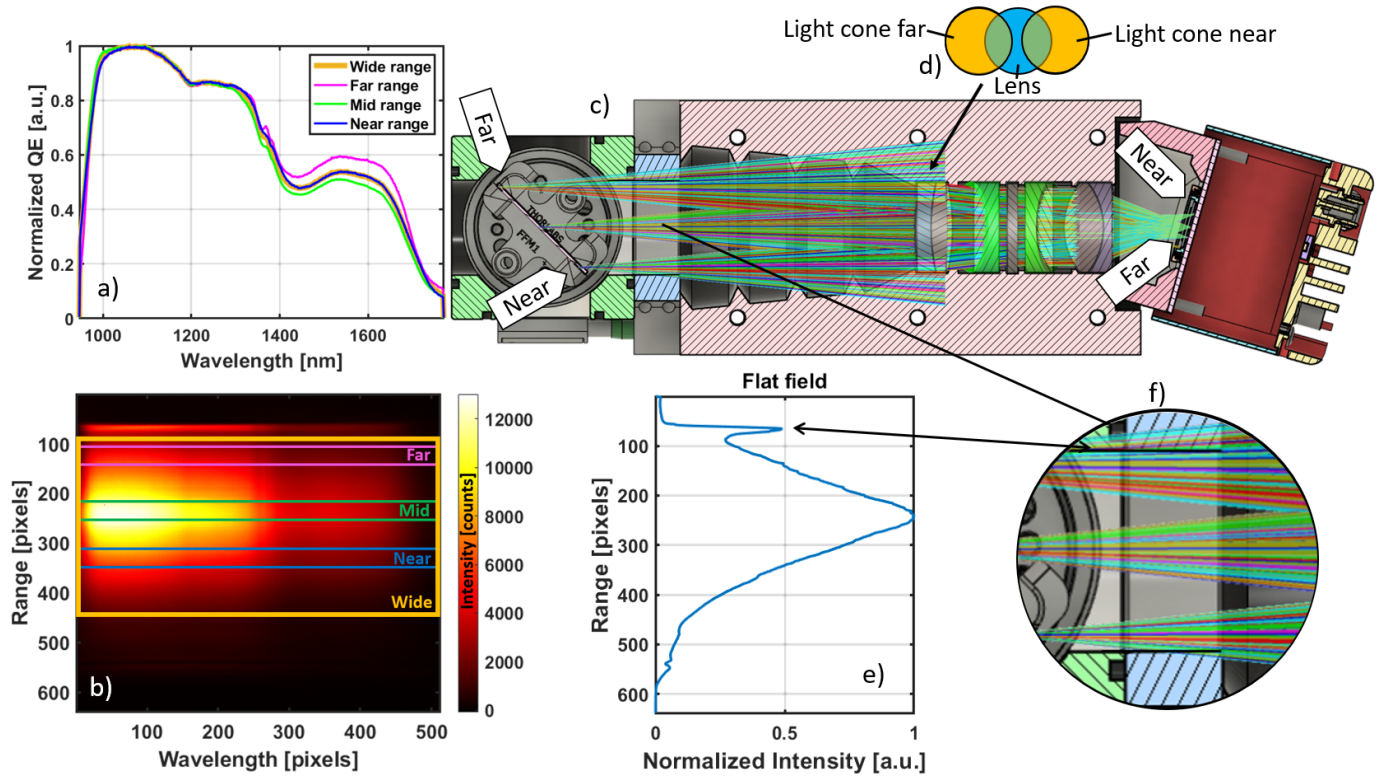 Light cone far
Light cone near
d)
Lens
1
0.8
0.6
0.4
0.2
0
Normalized QE [a.u.]
Wide range
Far range
Mid range
Near range
a)
1000
1200
1400
1600
Wavelength [nm]
c)
Far
Near
THORLABS
FFM1
Near
Far
100
200
300
400
500
600
Range [pixels]
Far
Mid
Near
Wide
b)
100
200
300
400
500
Wavelength [pixels]
12000
10000
8000
6000
4000
2000
0
Intensity [counts]
Flat field
100
200
300
400
500
600
Range [pixels]
e)
0
0.5
1
Normalized Intensity [a.u.]
f)